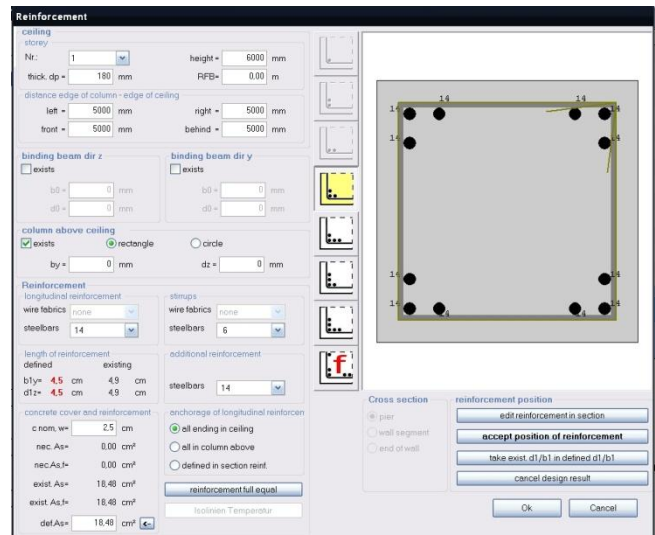 Reinforcement
ceiling
storey
Nr.: 1 height = 6000 mm
thick. dp = 180 mm RFB= 0.00 m
distance edge of column - edge of ceiling
left = 5000 mm right = 5000 mm
front = 5000 mm behind = 5000 mm
binding beam dir z binding beam dir y
exists exists
b0 = 0 mm b0 = 0 mm
d0 = 0 mm d0 = 0 mm
column above ceiling
exists rectangle circle
by = 0 mm dz = 0 mm
Reinforcement
longitudinal reinforcement stirrups
wire fabrics none wire fabrics none
steelbars 14 steelbars 6
length of reinforcement additional reinforcement
defined existing
b1y= 4,5 cm 4,9 cm
d1z= 4,5 cm 4,9 cm
steelbars 14
concrete cover and reinforcement anchorage of longitudinal reinforcen
c nom, w= 2,5 cm all ending in ceiling
nec. As= 0,00 cm² all in column above
nec.As,f= 0,00 cm² defined in section reinf.
exist. As= 18,48 cm²
exist. As,f= 18,48 cm²
def.As= 18,48 cm² <-
reinforcement full equal
Isolinien Temperatur
f
14 14
14 14
14 14
14 14
14 14
14 14
Cross section reinforcement position
pier edit reinforcement in section
wall segment accept position of reinforcement
end of wall take exist. d1/b1 in defined d1/b1
cancel design result
Ok Cancel